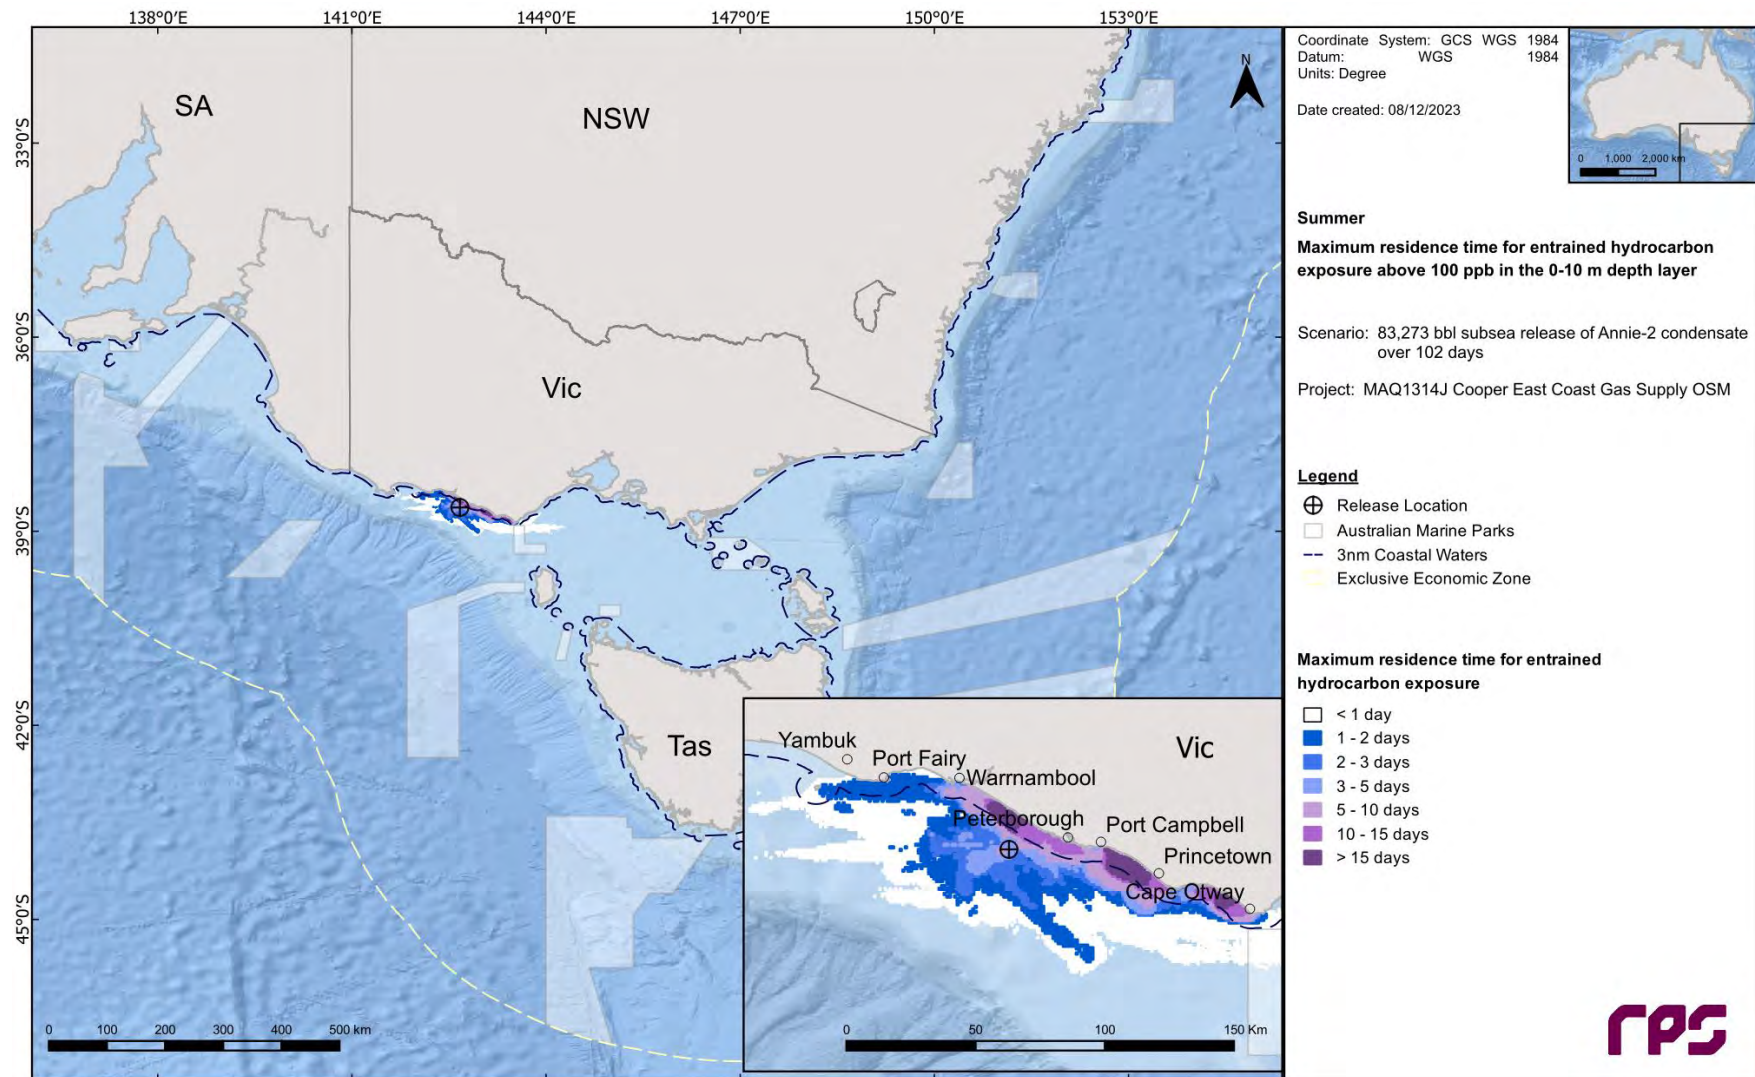 138°0'E 141°0'E 144°0'E 147°0'E 150°0'E 153°0'E
33°0'S
36°0'S
39°0'S
42°0'S
45°0'S
SA
NSW
Vic
Tas
N
0 100 200 300 400 500 km
Yambuk
Port Fairy
Warrnambool
Vic
Peterborough
Port Campbell
Princetown
Cape Otway
0 50 100 150 Km
Coordinate System: GCS WGS 1984
Datum: WGS 1984
Units: Degree
Date created: 08/12/2023
0 1,000 2,000 km
Summer
Maximum residence time for entrained hydrocarbon
exposure above 100 ppb in the 0-10 m depth layer
Scenario: 83,273 bbl subsea release of Annie-2 condensate
over 102 days
Project: MAQ1314J Cooper East Coast Gas Supply OSM
Legend
Release Location
Australian Marine Parks
3nm Coastal Waters
Exclusive Economic Zone
Maximum residence time for entrained
hydrocarbon exposure
< 1 day
1 - 2 days
2 - 3 days
3 - 5 days
5 - 10 days
10 - 15 days
> 15 days
rps